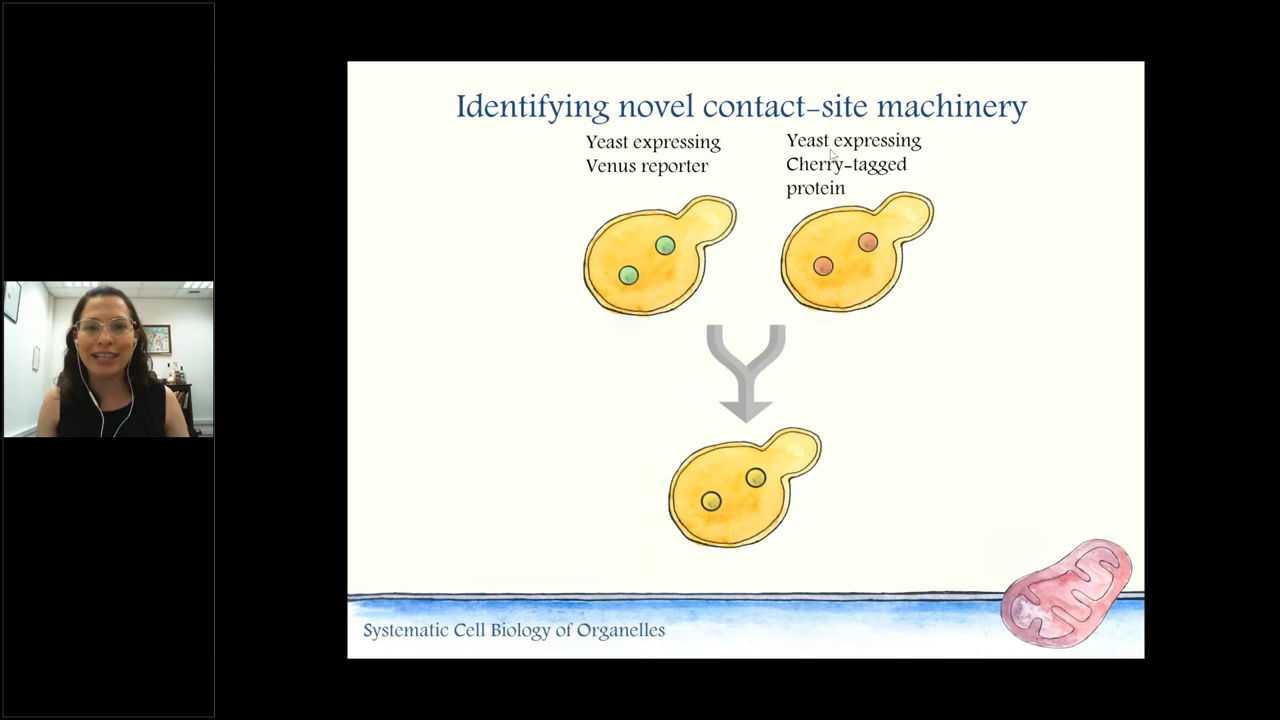 Identifying novel contact-site machinery
Yeast expressing
Venus reporter
Yeast expressing
Cherry-tagged
protein
Systematic Cell Biology of Organelles